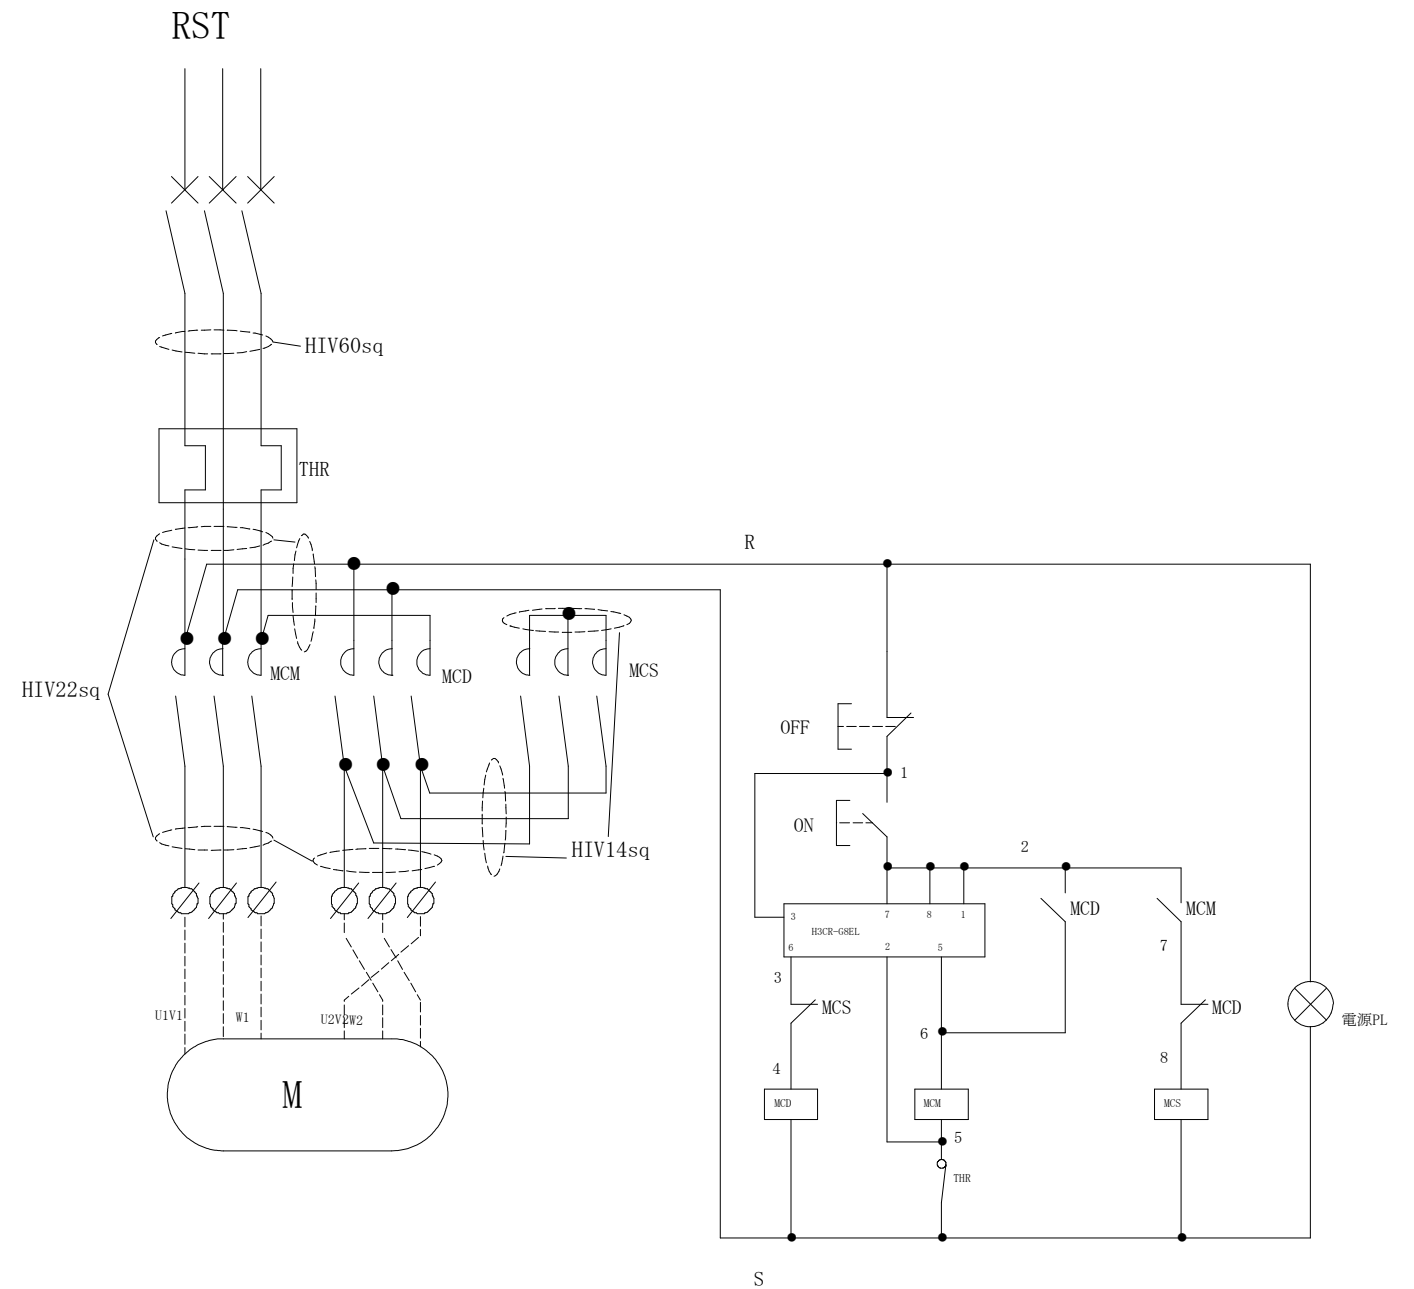 RST
HIV60sq
THR
R
MCM
MCD
MCS
HIV22sq
OFF
1
ON
2
HIV14sq
3
7
8
1
MCD
MCM
H3CR-G8EL
6
2
5
7
3
MCS
MCD
U1V1
W1
U2V2W2
6
電源PL
4
8
M
MCD
MCM
MCS
5
THR
S